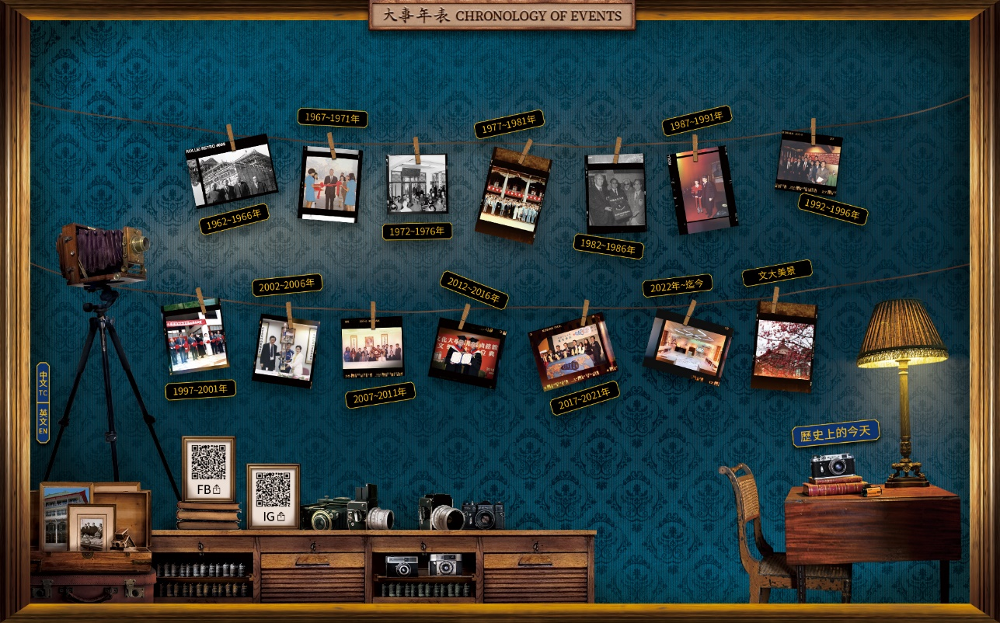 大事年表 CHRONOLOGY OF EVENTS
1967~1971年
1977~1981年
1987~1991年
ROLLEI RETRO 400S
1962~1966年
1972~1976年
1982~1986年
1992~1996年
2002~2006年
2012~2016年
2022年~迄今
文大美景
1997~2001年
2007~2011年
2017~2021年
中文 TC
英文 EN
歷史上的今天
FB
IG